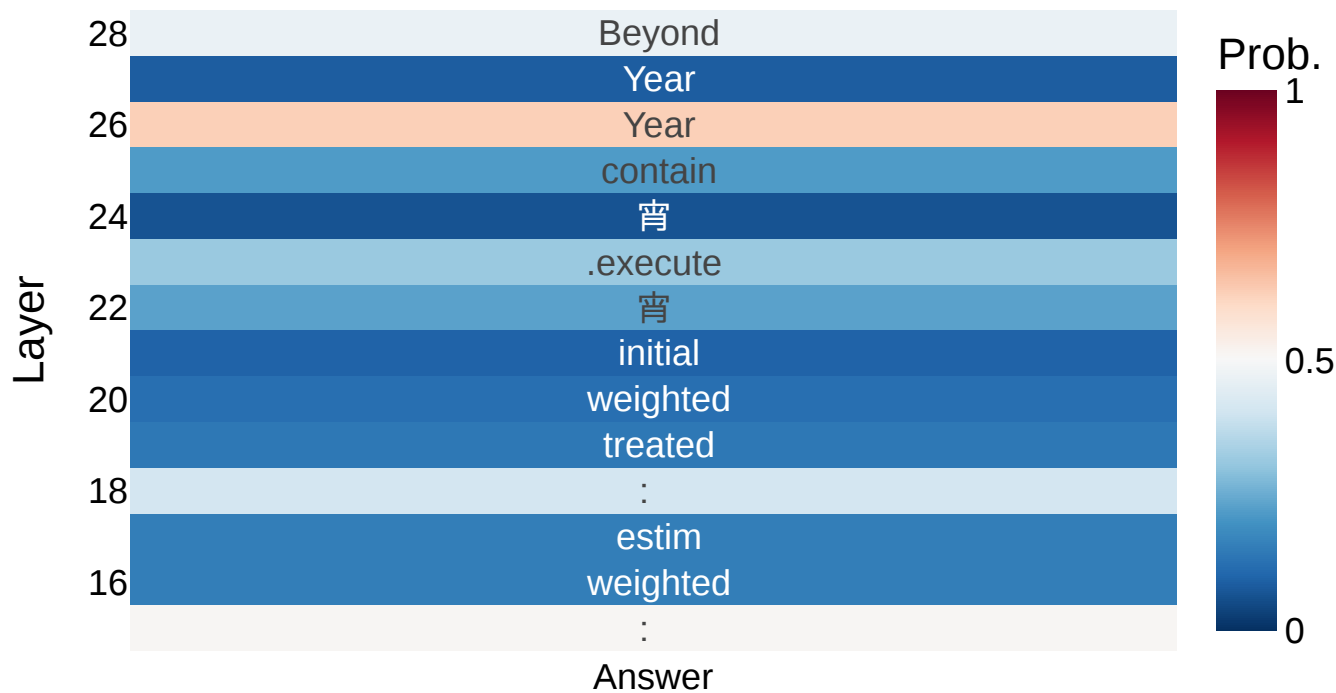 28
Beyond
Prob.
Year
1
26
Year
contain
24
宵
.execute
22
宵
Layer
initial
0.5
20
weighted
treated
18
:
estim
16
weighted
:
0
Answer